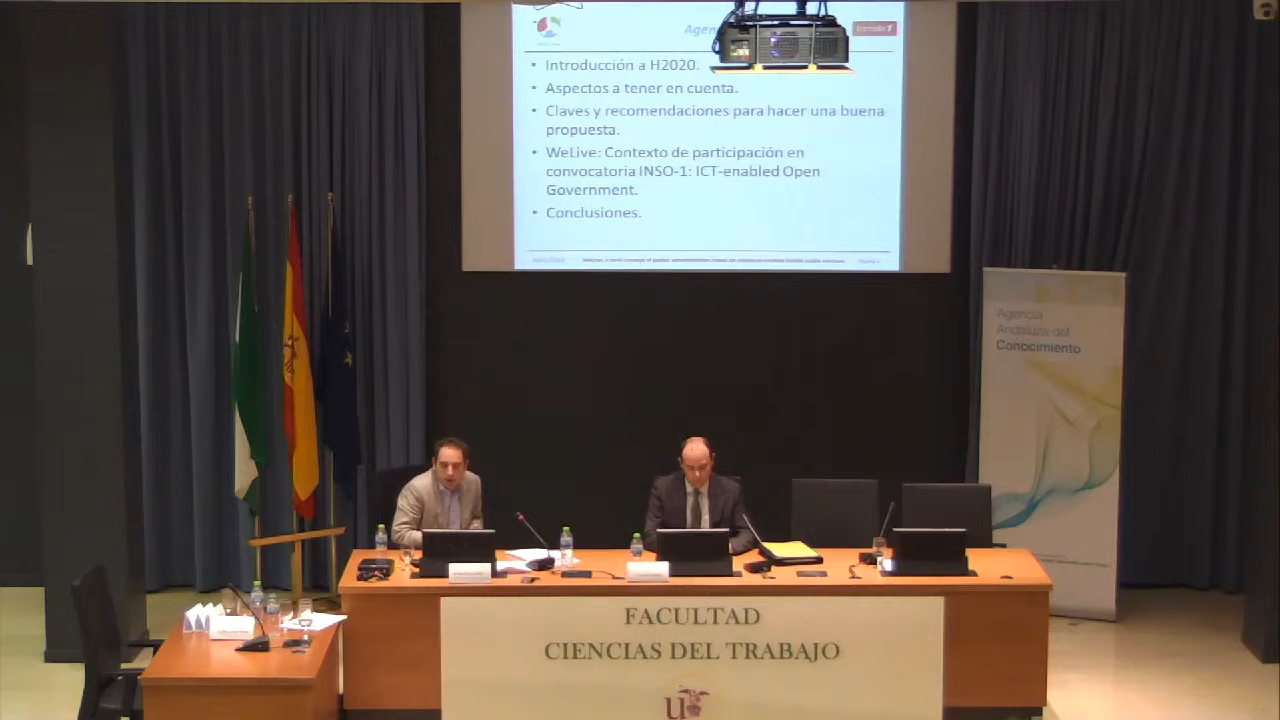 Agen
• Introducción a H2020.
• Aspectos a tener en cuenta.
• Claves y recomendaciones para hacer una buena
propuesta.
• WeLive: Contexto de participación en
convocatoria INSO-1: ICT-enabled Open
Government.
• Conclusiones.
Agencia
Andaluza del
Conocimiento
FACULTAD
CIENCIAS DEL TRABAJO
u